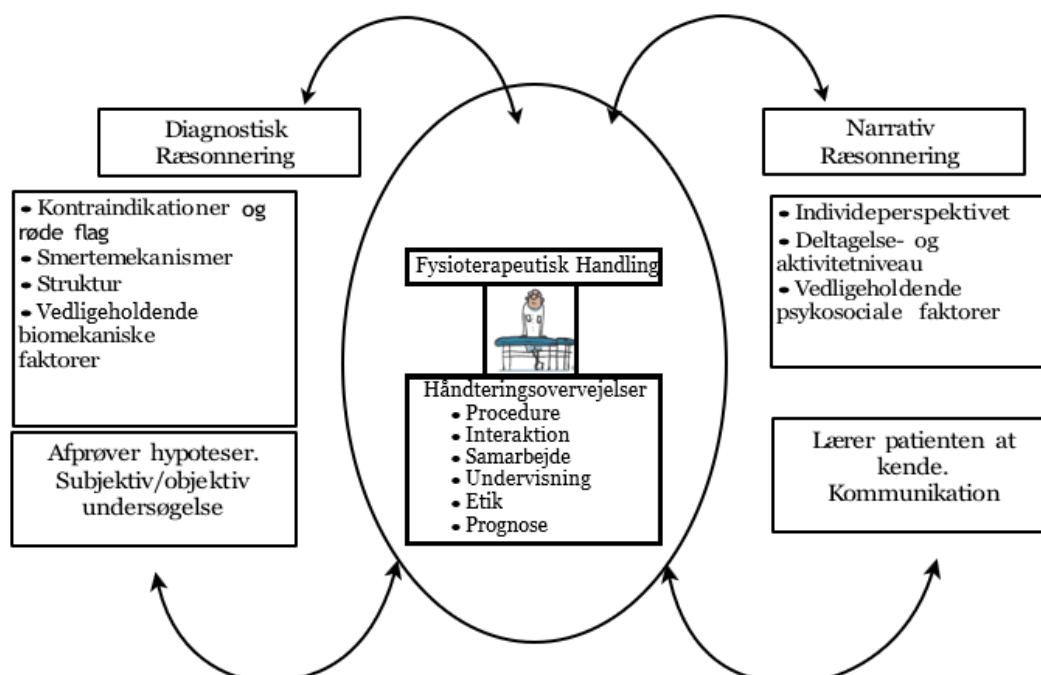 Diagnostisk
Ræsonnering
• Kontraindikationer og
røde flag
• Smertemekanismer
• Struktur
• Vedligeholdende
biomekaniske
faktorer
Afprøver hypoteser.
Subjektiv/objektiv
undersøgelse
Fysioterapeutisk Handling
Håndteringsovervejelser
• Procedure
• Interaktion
• Samarbejde
• Undervisning
• Etik
• Prognose
Narrativ
Ræsonnering
• Individeperspektivet
• Deltagelse- og
aktivitetniveau
• Vedligeholdende
psykosociale faktorer
Lærer patienten at
kende.
Kommunikation